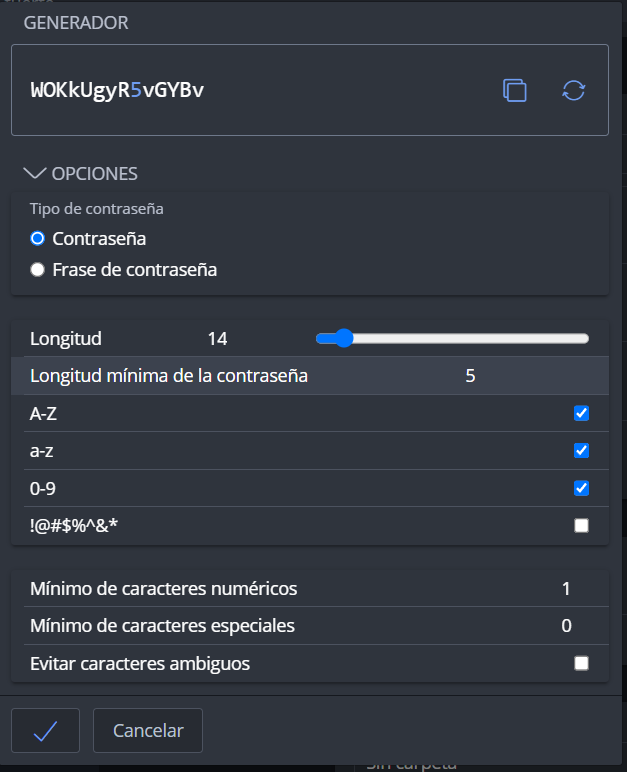 GENERADOR
WOKkUgyR5vGYBv
OPCIONES
Tipo de contraseña
Contraseña
Frase de contraseña
Longitud 14
Longitud mínima de la contraseña 5
A-Z
a-z
0-9
!@#$%^&*
Mínimo de caracteres numéricos 1
Mínimo de caracteres especiales 0
Evitar caracteres ambiguos
Cancelar
Sin carpeta